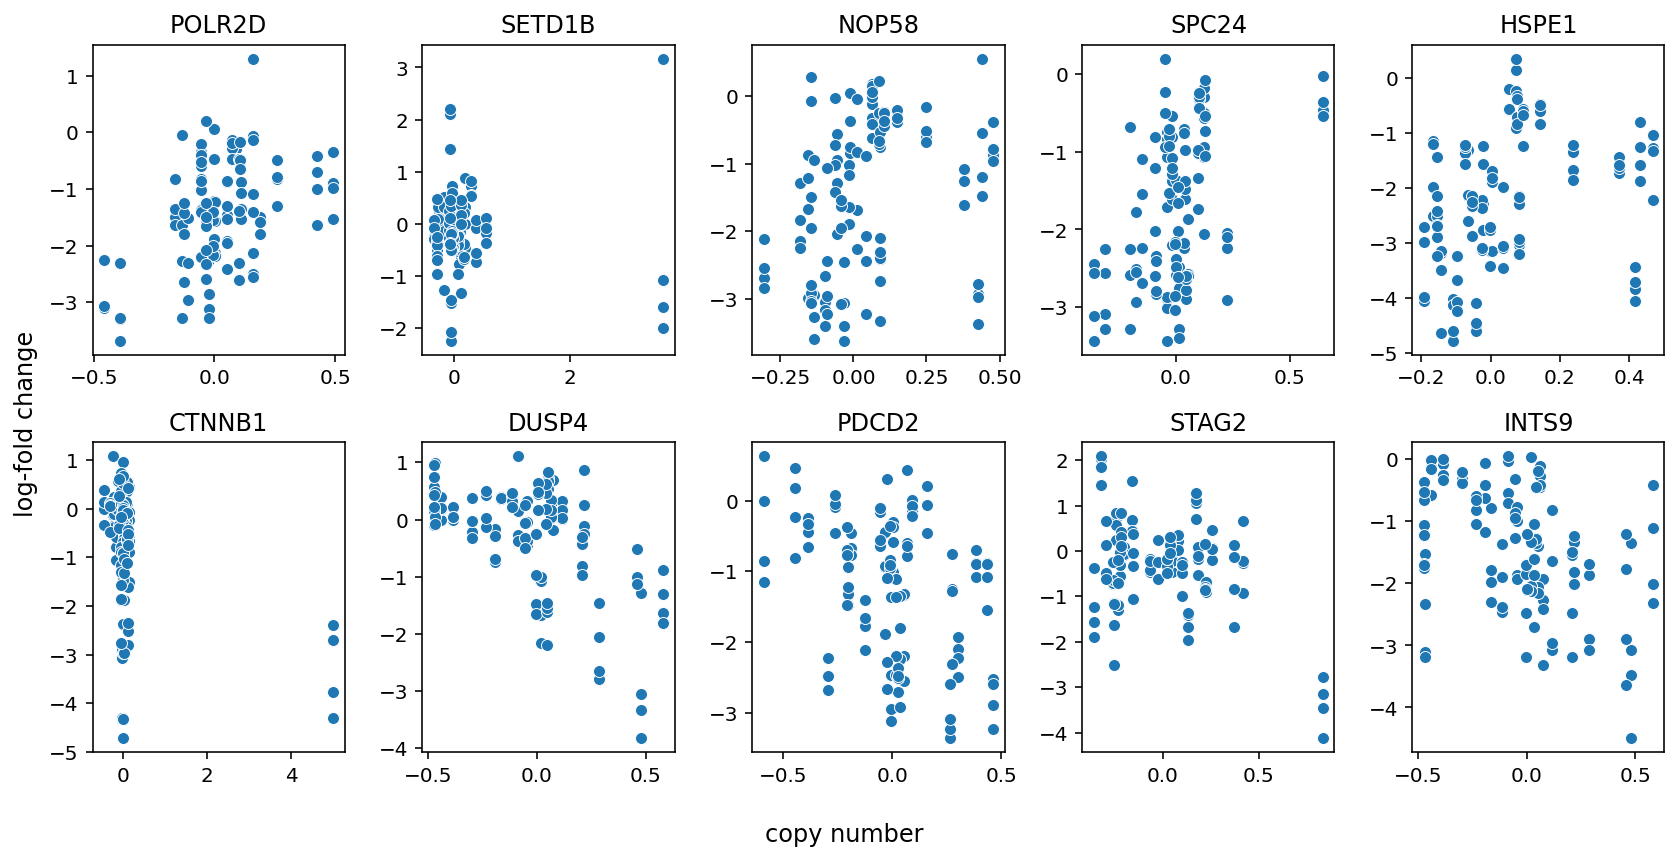 POLR2D SETD1B NOP58 SPC24 HSPE1
1 0 −1 −2 −3
3 2 1 0 −1 −2
0 −1 −2 −3
0 −1 −2 −3
0 −1 −2 −3 −4 −5
−0.5 0.0 0.5 0 2 −0.25 0.00 0.25 0.50 0.0 0.5 −0.2 0.0 0.2 0.4
log-fold change
CTNNB1 DUSP4 PDCD2 STAG2 INTS9
1 0 −1 −2 −3 −4 −5
1 0 −1 −2 −3 −4
0 −1 −2 −3
2 1 0 −1 −2 −3 −4
0 −1 −2 −3 −4
0 2 4 −0.5 0.0 0.5 −0.5 0.0 0.5 0.0 0.5 −0.5 0.0 0.5
copy number